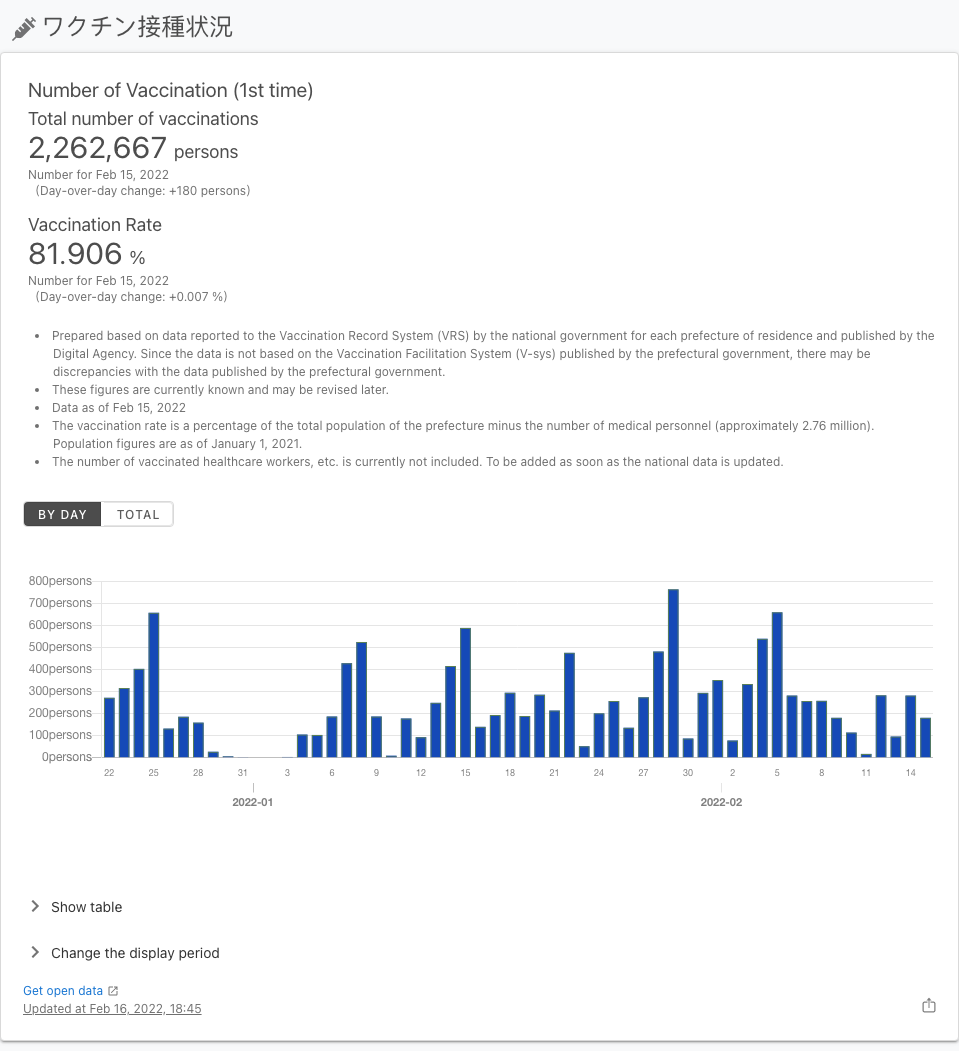 ワクチン接種状況
Number of Vaccination (1st time)
Total number of vaccinations
2,262,667 persons
Number for Feb 15, 2022
(Day-over-day change: +180 persons)
Vaccination Rate
81.906 %
Number for Feb 15, 2022
(Day-over-day change: +0.007 %)
• Prepared based on data reported to the Vaccination Record System (VRS) by the national government for each prefecture of residence and published by the
Digital Agency. Since the data is not based on the Vaccination Facilitation System (V-sys) published by the prefectural government, there may be
discrepancies with the data published by the prefectural government.
• These figures are currently known and may be revised later.
• Data as of Feb 15, 2022
• The vaccination rate is a percentage of the total population of the prefecture minus the number of medical personnel (approximately 2.76 million).
Population figures are as of January 1, 2021.
• The number of vaccinated healthcare workers, etc. is currently not included. To be added as soon as the national data is updated.
BY DAY TOTAL
800persons
700persons
600persons
500persons
400persons
300persons
200persons
100persons
0persons
22 25 28 31 3 6 9 12 15 18 21 24 27 30 2 5 8 11 14
2022-01 2022-02
Show table
Change the display period
Get open data
Updated at Feb 16, 2022, 18:45